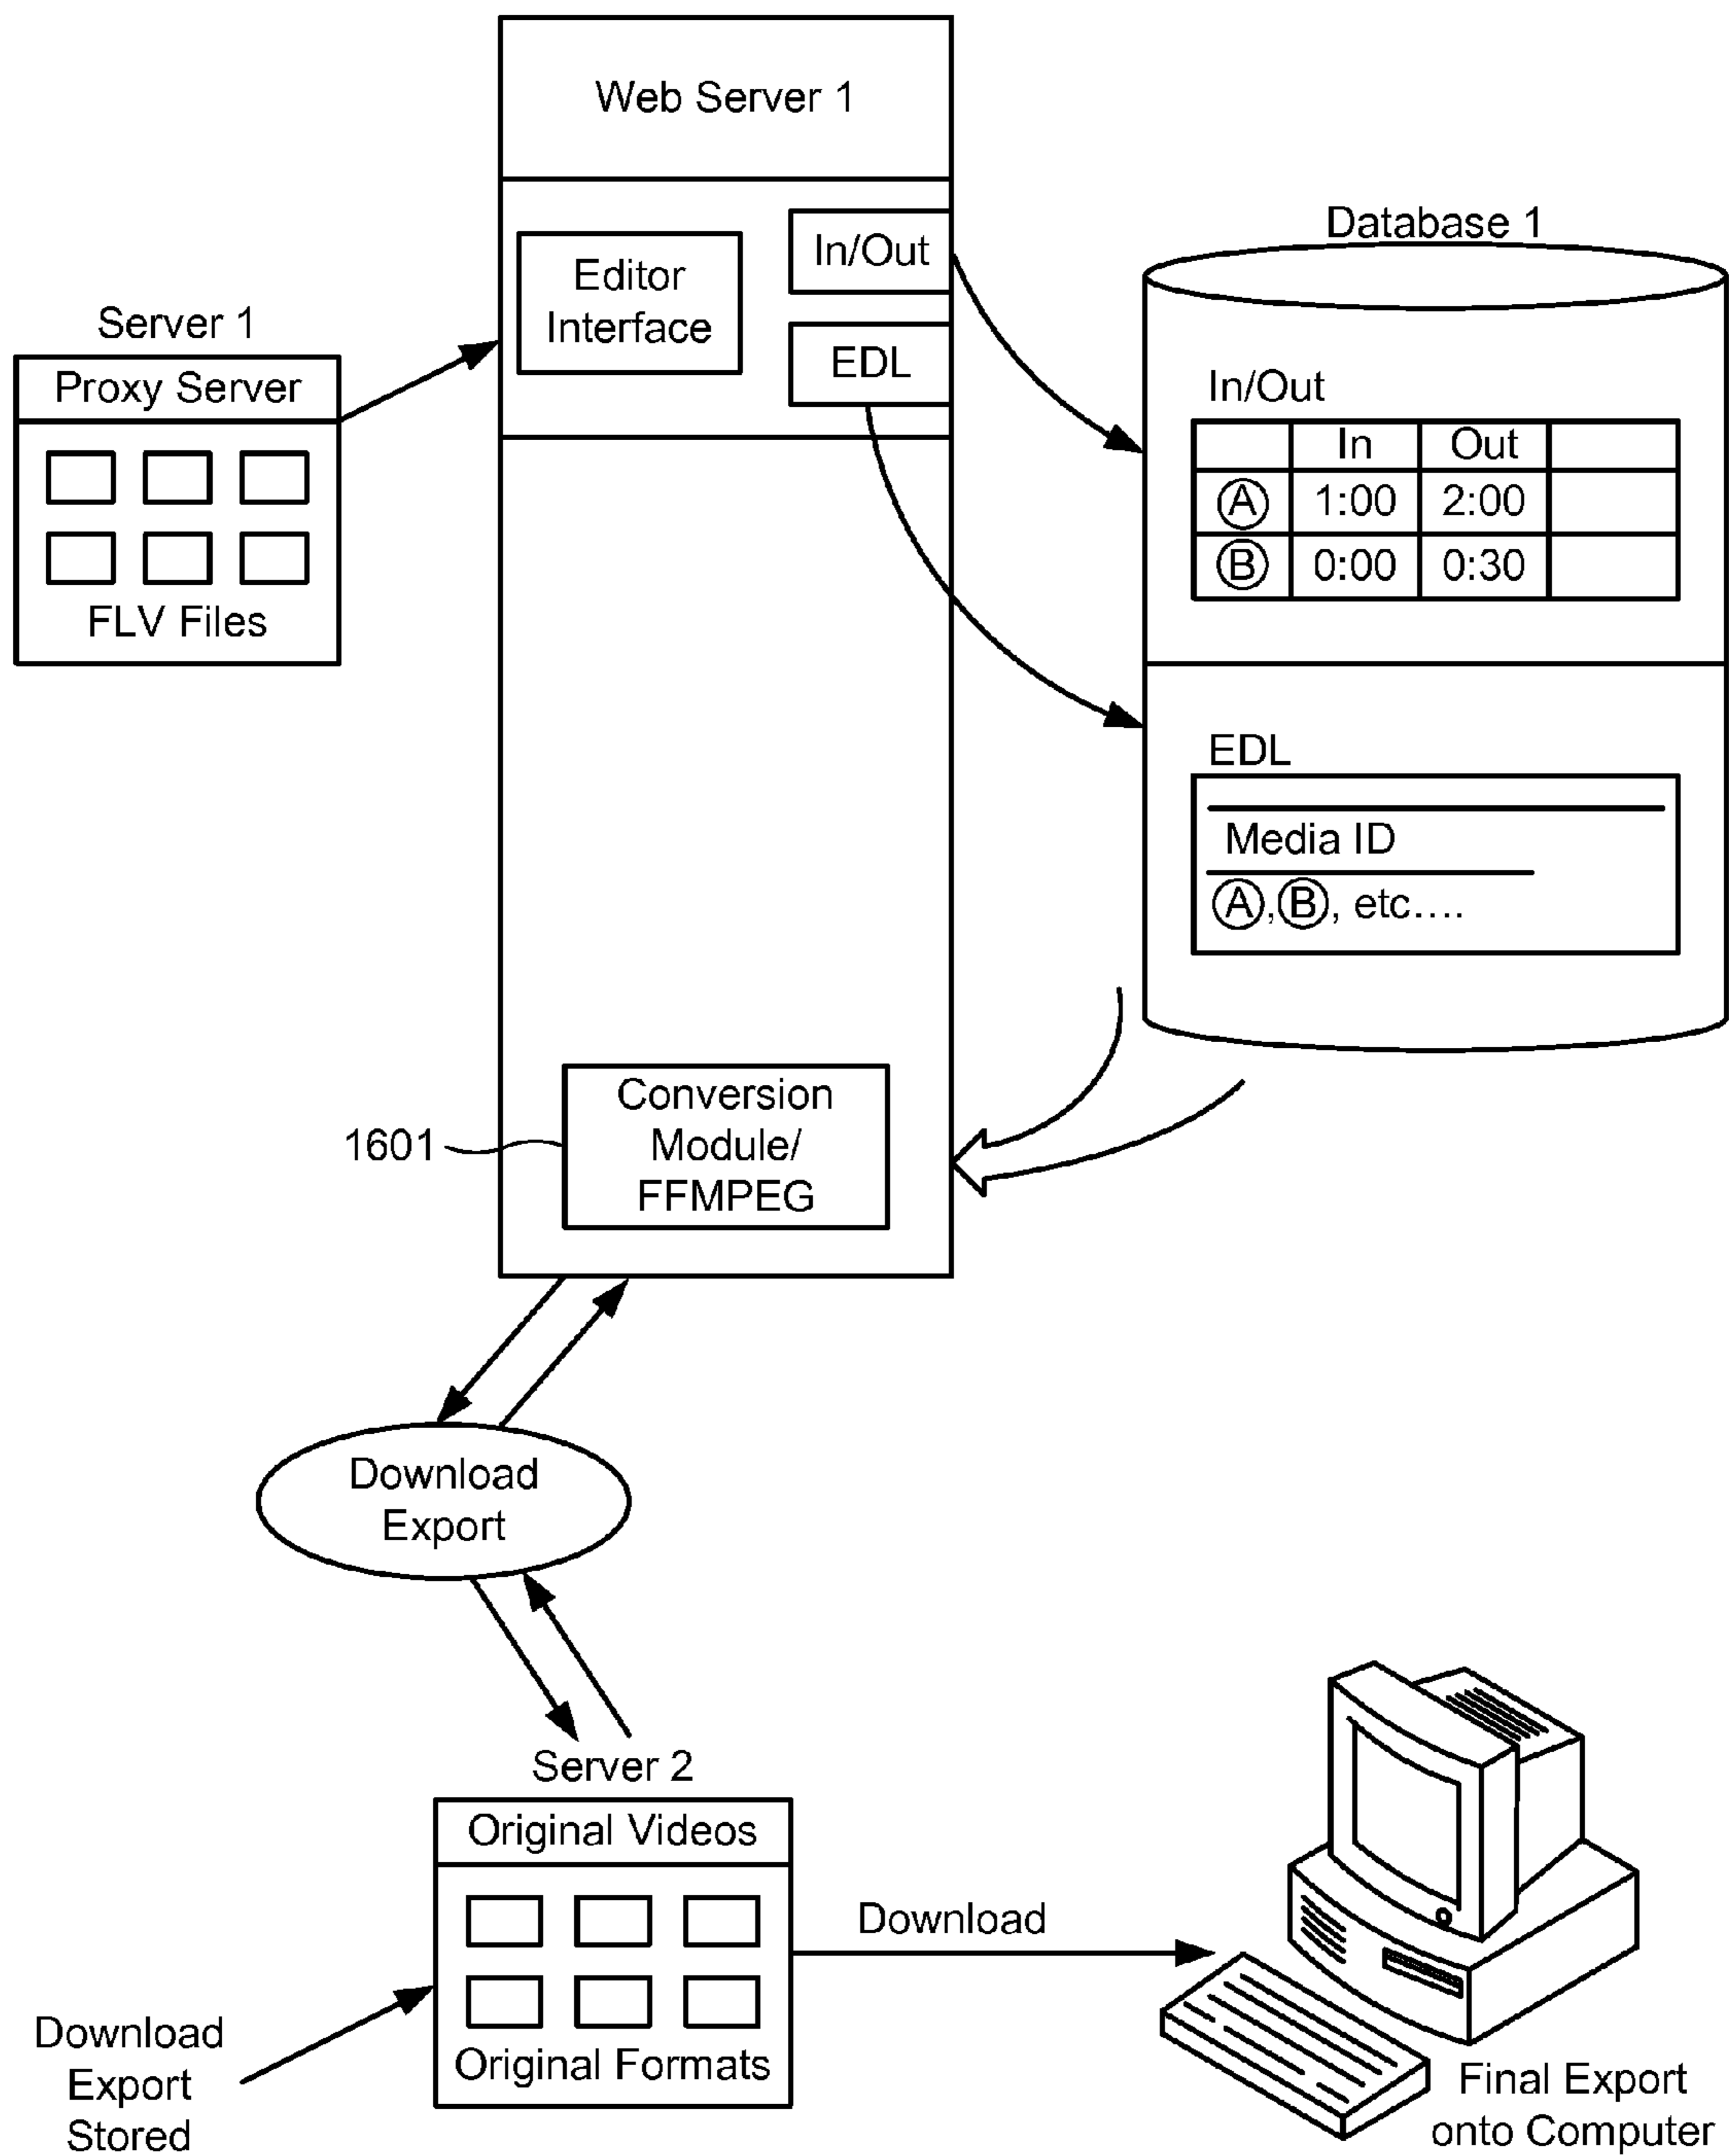 Web Server 1
Editor
Interface
In/Out
EDL
Server 1
Proxy Server
FLV Files
Database 1
In/Out
In Out
A 1:00 2:00
B 0:00 0:30
EDL
Media ID
A,B, etc....
1601
Conversion
Module/
FFMPEG
Download
Export
Server 2
Original Videos
Original Formats
Download
Download
Export
Stored
Final Export
onto Computer